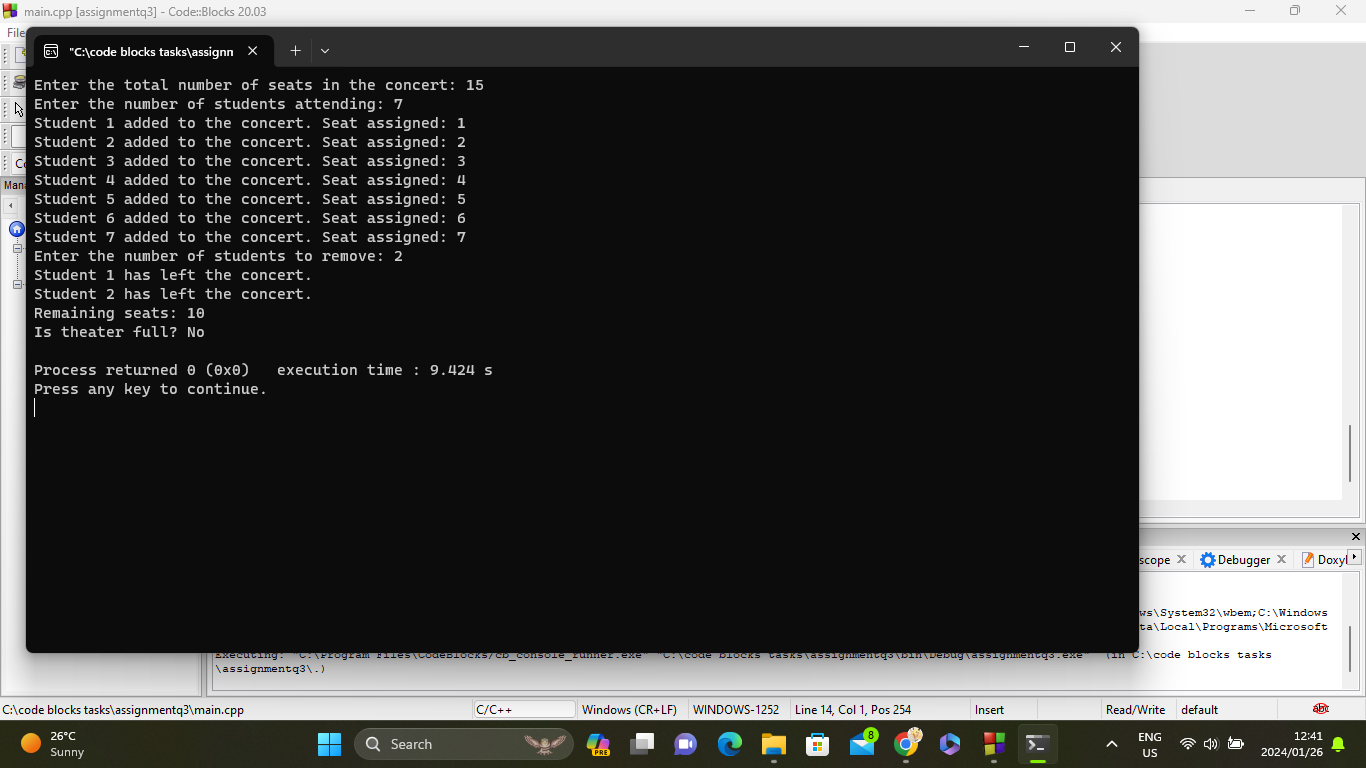 main.cpp [assignmentq3] - Code::Blocks 20.03
File
"C:\code blocks tasks\assignn
Enter the total number of seats in the concert: 15
Enter the number of students attending: 7
Student 1 added to the concert. Seat assigned: 1
Student 2 added to the concert. Seat assigned: 2
Student 3 added to the concert. Seat assigned: 3
Student 4 added to the concert. Seat assigned: 4
Student 5 added to the concert. Seat assigned: 5
Student 6 added to the concert. Seat assigned: 6
Student 7 added to the concert. Seat assigned: 7
Enter the number of students to remove: 2
Student 1 has left the concert.
Student 2 has left the concert.
Remaining seats: 10
Is theater full? No
Process returned 0 (0x0)   execution time : 9.424 s
Press any key to continue.
Mana
scope
Debugger
Doxyl
ws\System32\wbem;C:\Windows
ta\Local\Programs\Microsoft
Executing: "C:\Program Files\CodeBlocks/cb_console_runner.exe" "C:\code blocks tasks\assignmentq3\bin\Debug\assignmentq3.exe"  (in C:\code blocks tasks
\assignmentq3\.)
C:\code blocks tasks\assignmentq3\main.cpp
C/C++
Windows (CR+LF)
WINDOWS-1252
Line 14, Col 1, Pos 254
Insert
Read/Write
default
abc
26°C
Sunny
Search
PRE
8
ENG
US
12:41
2024/01/26